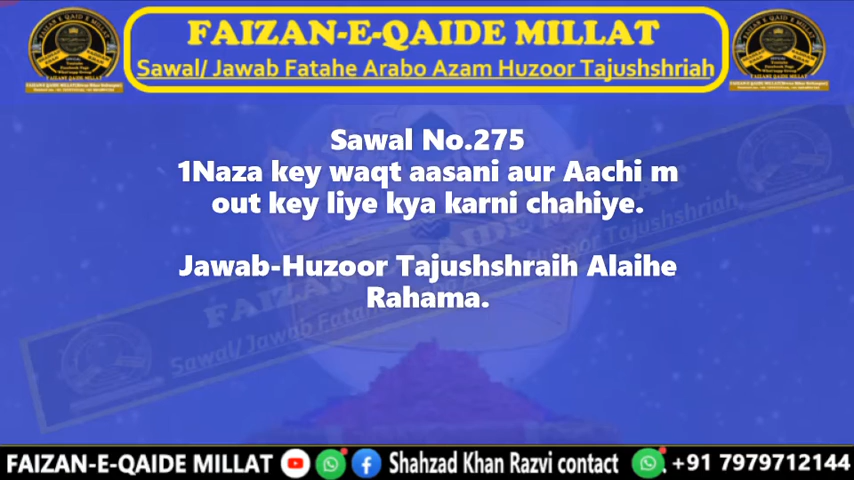 FAIZAN-E-QAIDE MILLAT
Sawal/ Jawab Fatahe Arabo Azam Huzoor Tajushshriah
Sawal No.275
1Naza key waqt aasani aur Aachi m
out key liye kya karni chahiye.
Jawab-Huzoor Tajushshraih Alaihe
Rahama.
FAIZAN-E-QAIDE MILLAT Shahzad Khan Razvi contact +91 7979712144